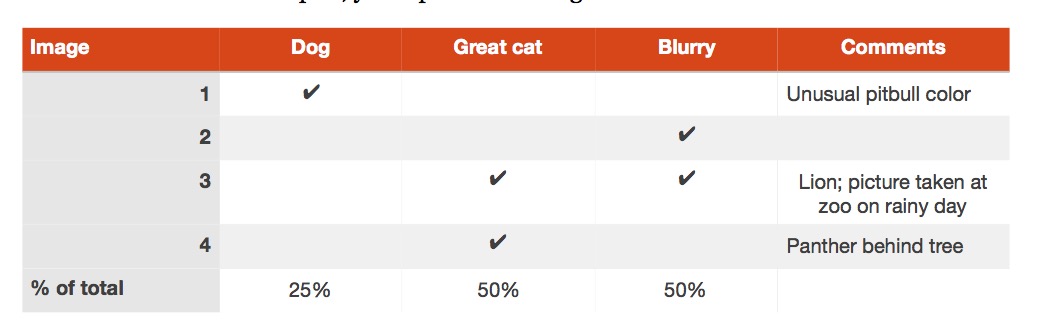 Image Dog Great cat Blurry Comments
1 ✔ Unusual pitbull color
2 ✔
3 ✔ ✔ Lion; picture taken at
zoo on rainy day
4 ✔ Panther behind tree
% of total 25% 50% 50%